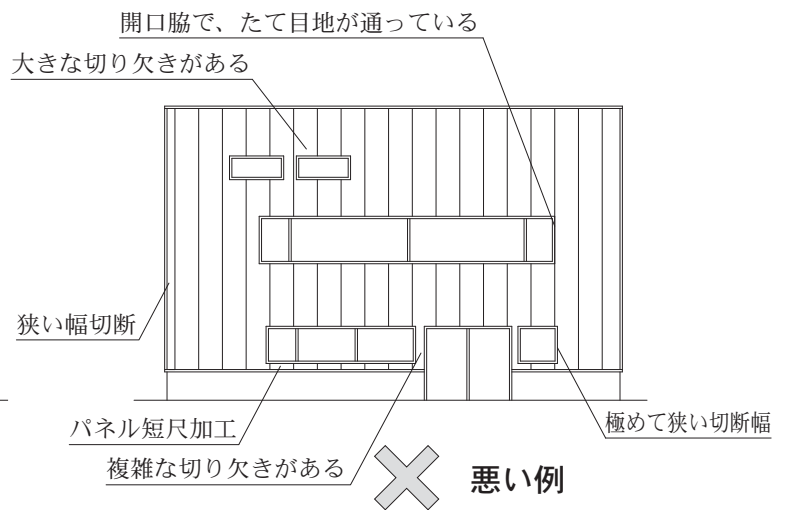 開口脇で、たて目地が通っている
大きな切り欠きがある
狭い幅切断
パネル短尺加工
極めて狭い切断幅
複雑な切り欠きがある
悪い例